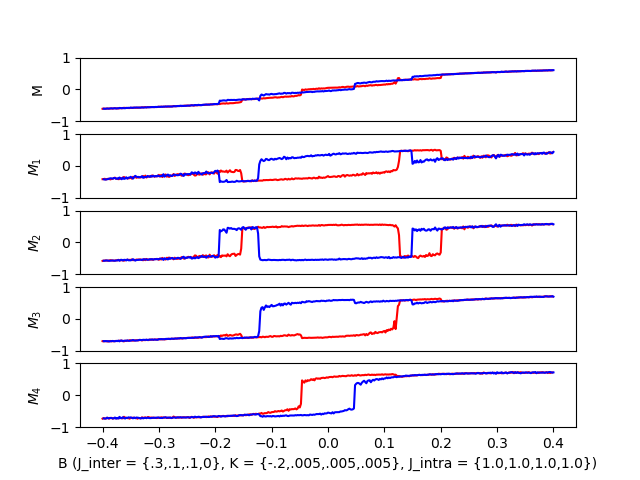 M
1
0
−1
M1
1
0
−1
M2
1
0
−1
M3
1
0
−1
M4
1
0
−1
−0.4 −0.3 −0.2 −0.1 0.0 0.1 0.2 0.3 0.4
B (J_inter = {.3,.1,.1,0}, K = {-.2,.005,.005,.005}, J_intra = {1.0,1.0,1.0,1.0})